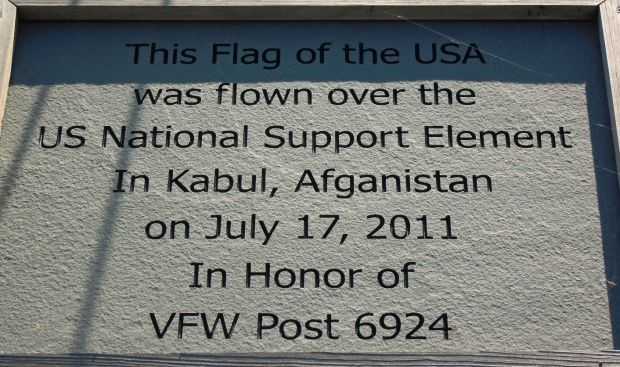 This Flag of the USA
was flown over the
US National Support Element
In Kabul, Afganistan
on July 17, 2011
In Honor of
VFW Post 6924